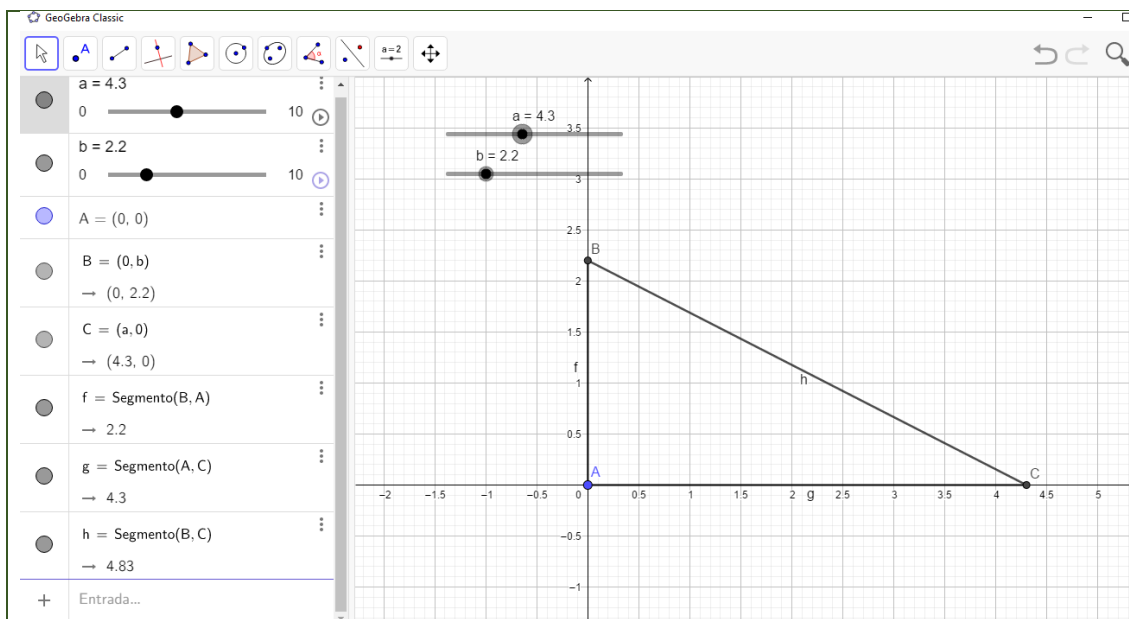 GeoGebra Classic
a=2
a = 4.3
0 10
b = 2.2
0 10
A = (0, 0)
B = (0, b)
→ (0, 2.2)
C = (a, 0)
→ (4.3, 0)
f = Segmento(B, A)
→ 2.2
g = Segmento(A, C)
→ 4.3
h = Segmento(B, C)
→ 4.83
+ Entrada...
A
a = 4.3
b = 2.2
3.5
3
2.5
B
2
1.5
f
1
h
0.5
A
C
−2 −1.5 −1 −0.5 0 0.5 1 1.5 2 g 2.5 3 3.5 4 4.5 5
−0.5
−1